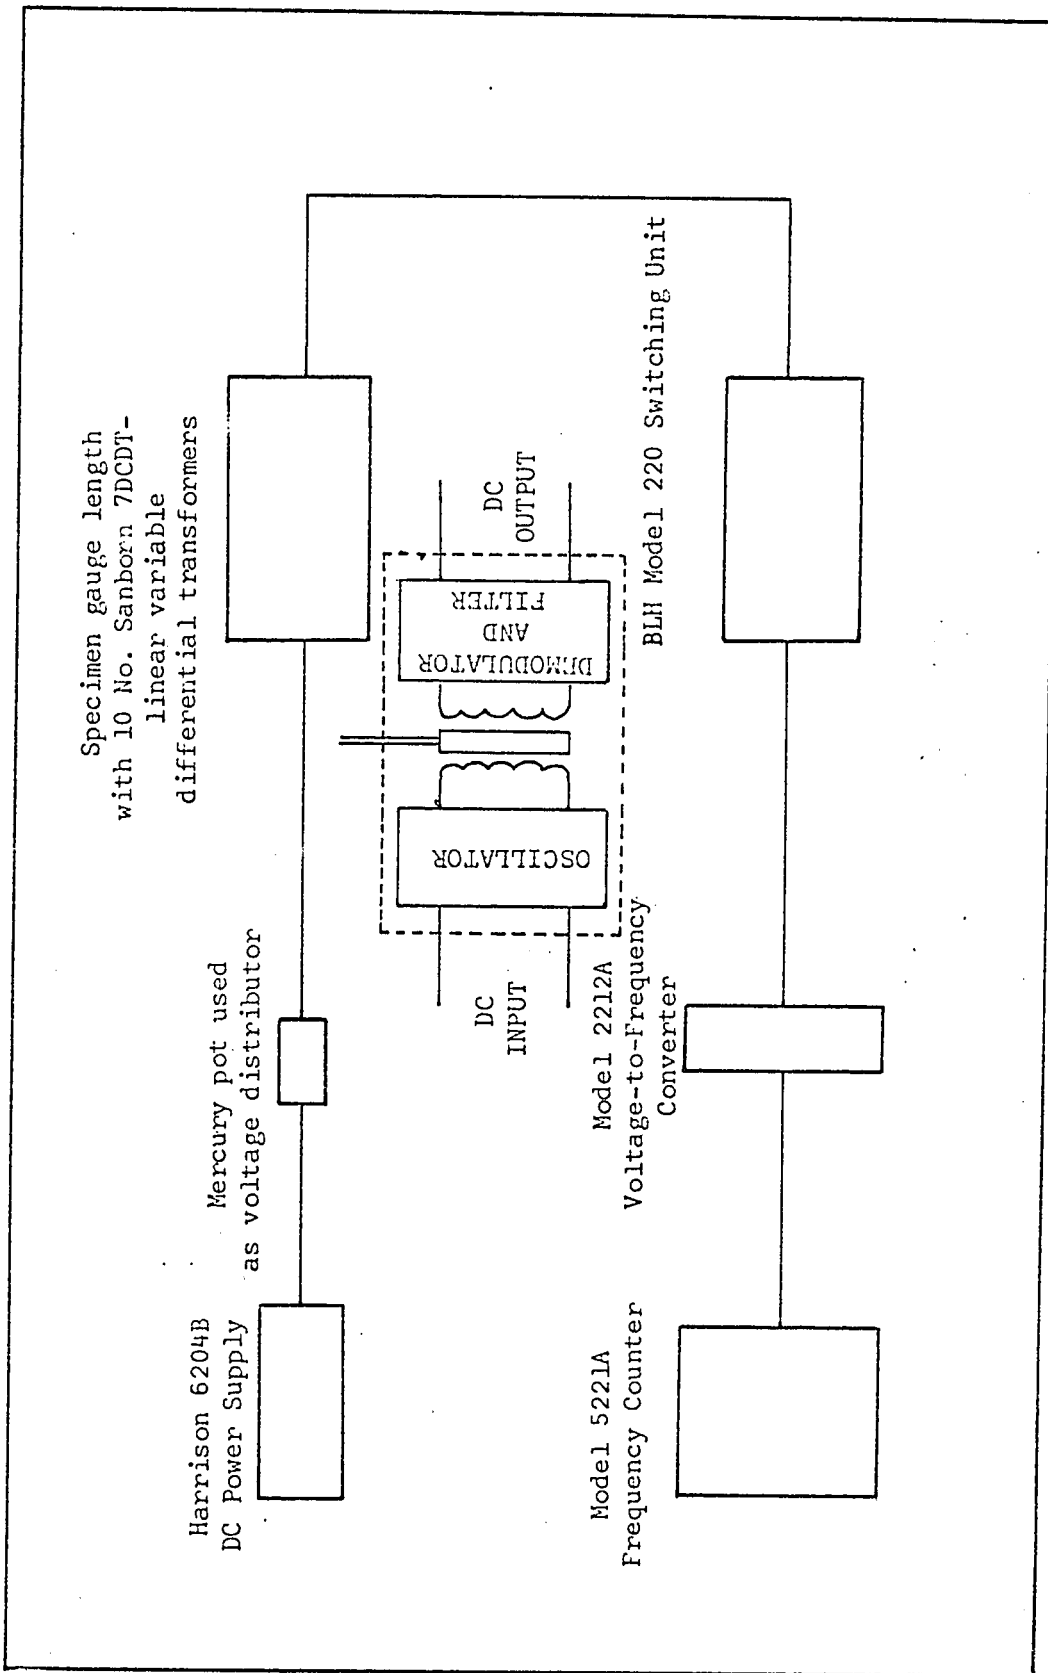 Harrison 6204B
DC Power Supply
Mercury pot used
as voltage distributor
Specimen gauge length
with 10 No. Sanborn 7DCDT-
linear variable
differential transformers
DC
INPUT
OSCILLATOR
DEMODULATOR
AND
FILTER
DC
OUTPUT
Model 5221A
Frequency Counter
Model 2212A
Voltage-to-Frequency
Converter
BLH Model 220 Switching Unit